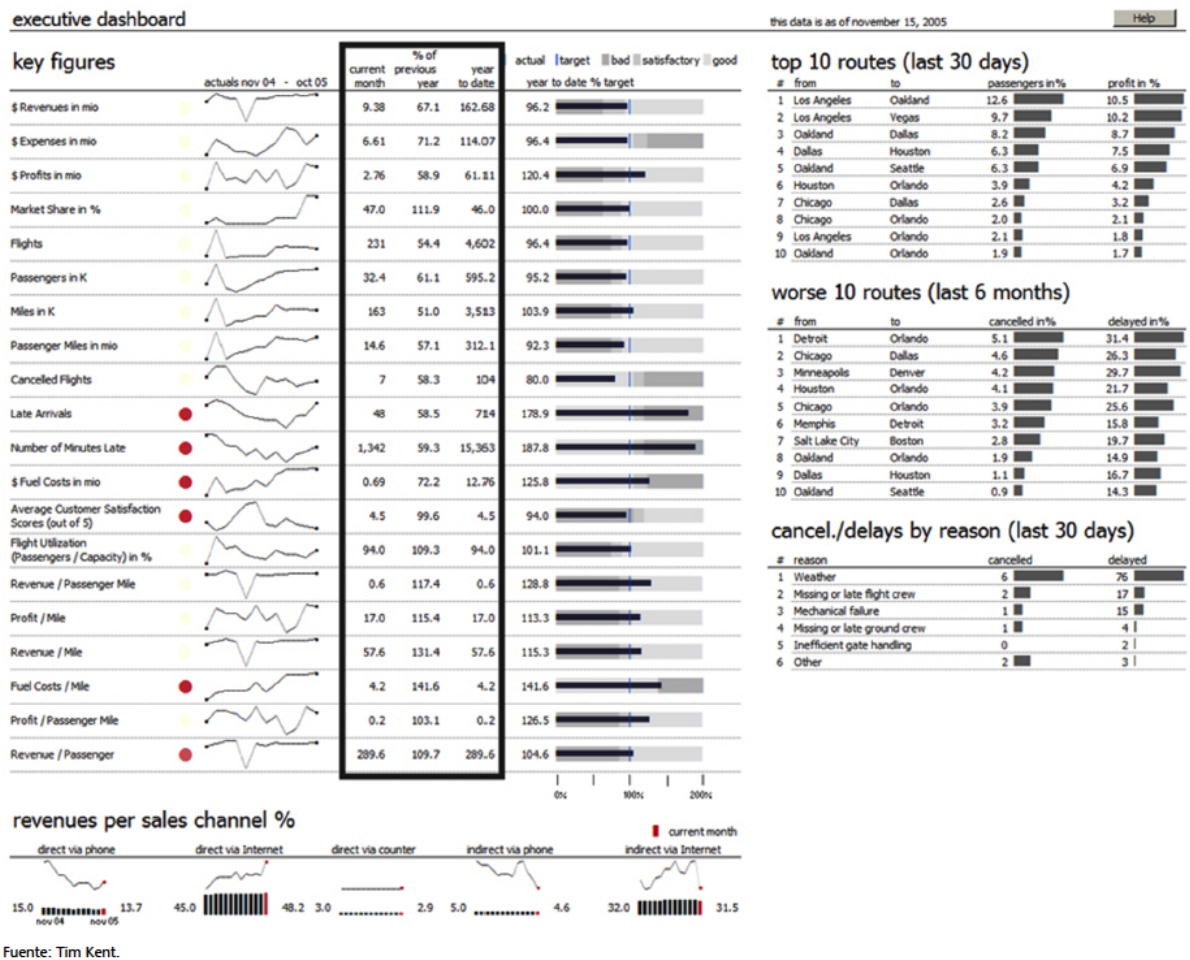 executive dashboard
this data is as of november 15, 2005
Help
key figures
actuals nov 04 - oct 05
current month
% of previous year
year to date
actual target bad satisfactory good
year to date % target
$ Revenues in mio 9.38 67.1 162.68 96.2
$ Expenses in mio 6.61 71.2 114.07 96.4
$ Profits in mio 2.76 58.9 61.11 120.4
Market Share in % 47.0 111.9 46.0 100.0
Flights 231 54.4 4,602 96.4
Passengers in K 32.4 61.1 595.2 95.2
Miles in K 163 51.0 3,513 103.9
Passenger Miles in mio 14.6 57.1 312.1 92.3
Cancelled Flights 7 58.3 104 80.0
Late Arrivals 48 58.5 714 178.9
Number of Minutes Late 1,342 59.3 15,363 187.8
$ Fuel Costs in mio 0.69 72.2 12.76 125.8
Average Customer Satisfaction
Scores (out of 5) 4.5 99.6 4.5 94.0
Flight Utilization
(Passengers / Capacity) in % 94.0 109.3 94.0 101.1
Revenue / Passenger Mile 0.6 117.4 0.6 128.8
Profit / Mile 17.0 115.4 17.0 113.3
Revenue / Mile 57.6 131.4 57.6 115.3
Fuel Costs / Mile 4.2 141.6 4.2 141.6
Profit / Passenger Mile 0.2 103.1 0.2 126.5
Revenue / Passenger 289.6 109.7 289.6 104.6
0% 100% 200%
top 10 routes (last 30 days)
# from to passengers in % profit in %
1 Los Angeles Oakland 12.6 10.5
2 Los Angeles Vegas 9.7 10.2
3 Oakland Dallas 8.2 8.7
4 Dallas Houston 6.3 7.5
5 Oakland Seattle 6.3 6.9
6 Houston Orlando 3.9 4.2
7 Chicago Dallas 2.6 3.2
8 Chicago Orlando 2.0 2.1
9 Los Angeles Orlando 2.1 1.8
10 Oakland Orlando 1.9 1.7
worse 10 routes (last 6 months)
# from to cancelled in % delayed in %
1 Detroit Orlando 5.1 31.4
2 Chicago Dallas 4.6 26.3
3 Minneapolis Denver 4.2 29.7
4 Houston Orlando 4.1 21.7
5 Chicago Orlando 3.9 25.6
6 Memphis Detroit 3.2 15.8
7 Salt Lake City Boston 2.8 19.7
8 Oakland Orlando 1.9 14.9
9 Dallas Houston 1.1 16.7
10 Oakland Seattle 0.9 14.3
cancel./delays by reason (last 30 days)
# reason cancelled delayed
1 Weather 6 76
2 Missing or late flight crew 2 17
3 Mechanical failure 1 15
4 Missing or late ground crew 1 4
5 Inefficient gate handling 0 2
6 Other 2 3
revenues per sales channel %
current month
direct via phone direct via Internet direct via counter indirect via phone indirect via Internet
15.0 13.7 45.0 48.2 3.0 2.9 5.0 4.6 32.0 31.5
nov 04 nov 05
Fuente: Tim Kent.